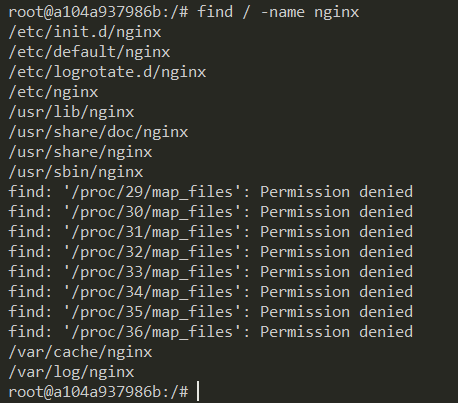 root@a104a937986b:/# find / -name nginx
/etc/init.d/nginx
/etc/default/nginx
/etc/logrotate.d/nginx
/etc/nginx
/usr/lib/nginx
/usr/share/doc/nginx
/usr/share/nginx
/usr/sbin/nginx
find: '/proc/29/map_files': Permission denied
find: '/proc/30/map_files': Permission denied
find: '/proc/31/map_files': Permission denied
find: '/proc/32/map_files': Permission denied
find: '/proc/33/map_files': Permission denied
find: '/proc/34/map_files': Permission denied
find: '/proc/35/map_files': Permission denied
find: '/proc/36/map_files': Permission denied
/var/cache/nginx
/var/log/nginx
root@a104a937986b:/#